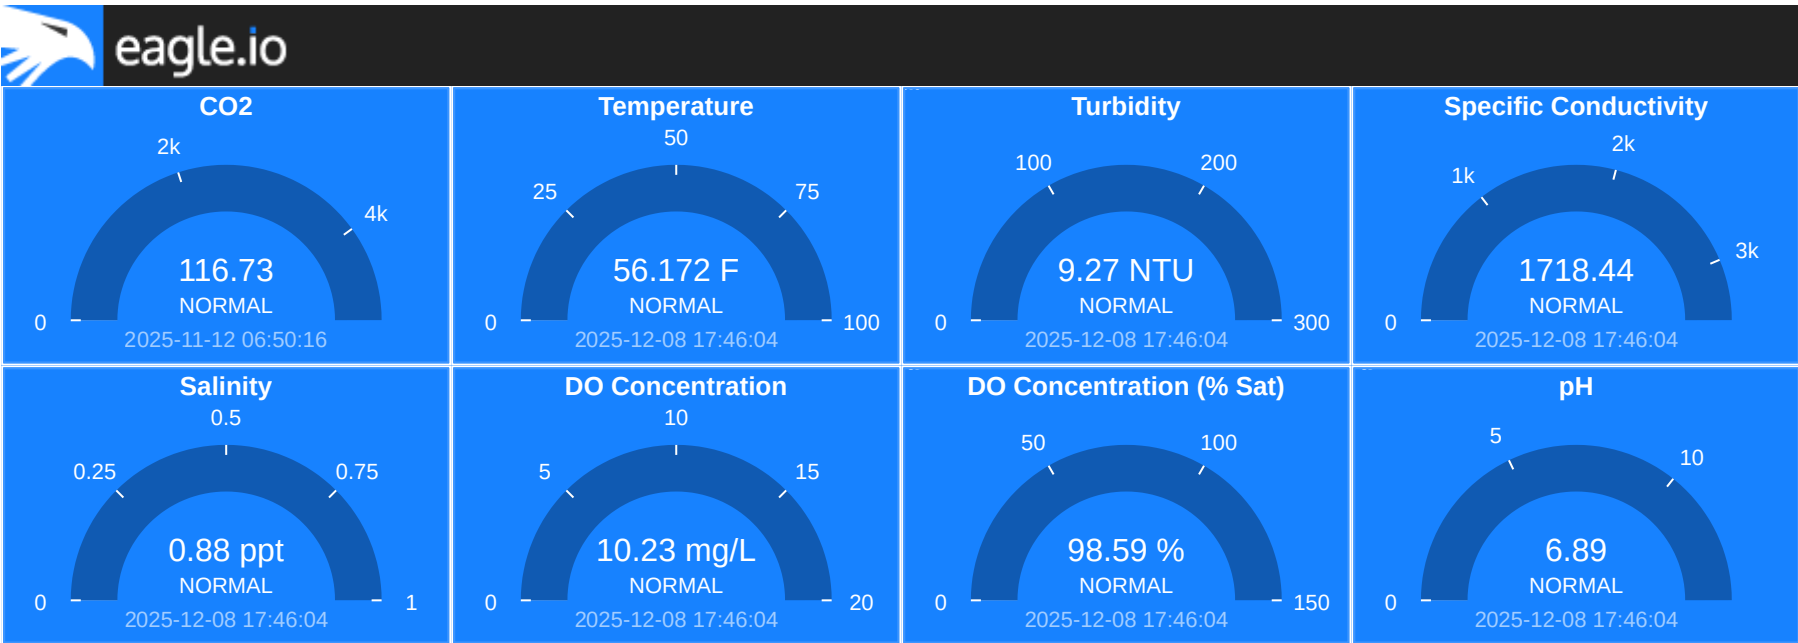 eagle.io
CO2
2k
4k
0
116.73
NORMAL
2025-11-12 06:50:16
Temperature
50
25
75
0
100
56.172 F
NORMAL
2025-12-08 17:46:04
Turbidity
100
200
0
300
9.27 NTU
NORMAL
2025-12-08 17:46:04
Specific Conductivity
2k
1k
3k
0
1718.44
NORMAL
2025-12-08 17:46:04
Salinity
0.5
0.25
0.75
0
1
0.88 ppt
NORMAL
2025-12-08 17:46:04
DO Concentration
10
5
15
0
20
10.23 mg/L
NORMAL
2025-12-08 17:46:04
DO Concentration (% Sat)
50
100
0
150
98.59 %
NORMAL
2025-12-08 17:46:04
pH
5
10
0
6.89
NORMAL
2025-12-08 17:46:04